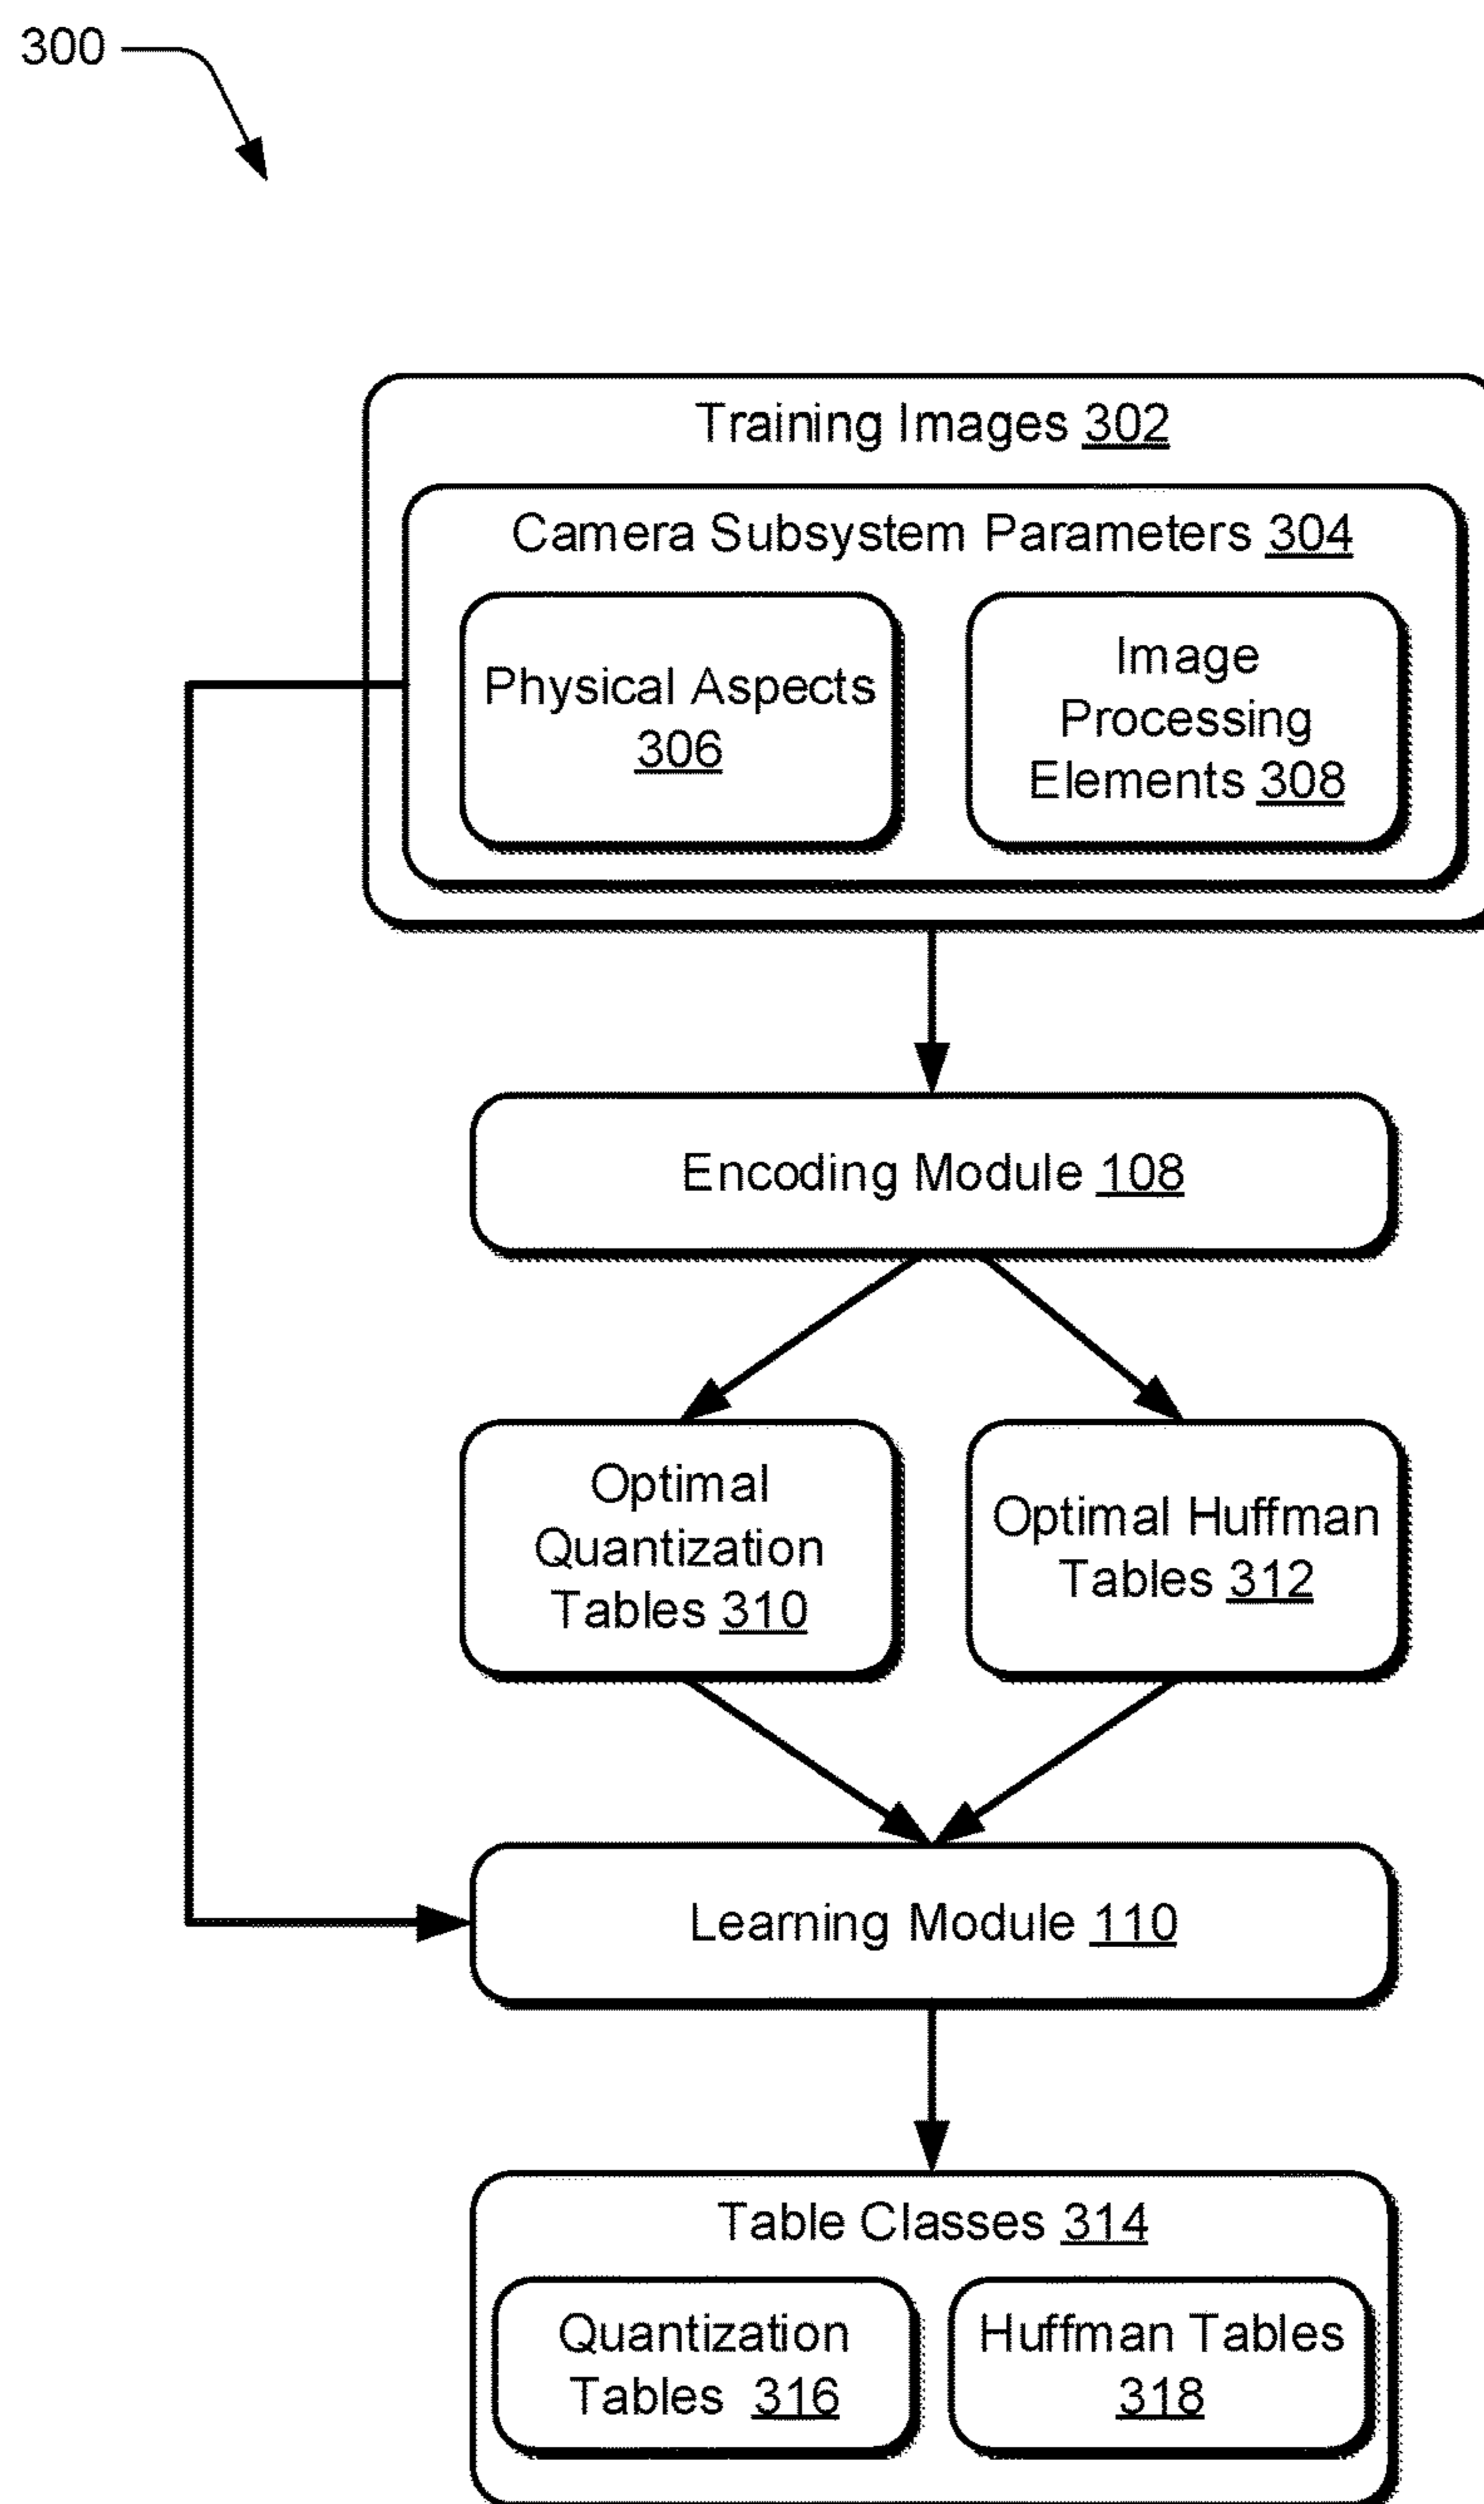 300
Training Images 302
Camera Subsystem Parameters 304
Physical Aspects
306
Image
Processing
Elements 308
Encoding Module 108
Optimal
Quantization
Tables 310
Optimal Huffman
Tables 312
Learning Module 110
Table Classes 314
Quantization
Tables 316
Huffman Tables
318